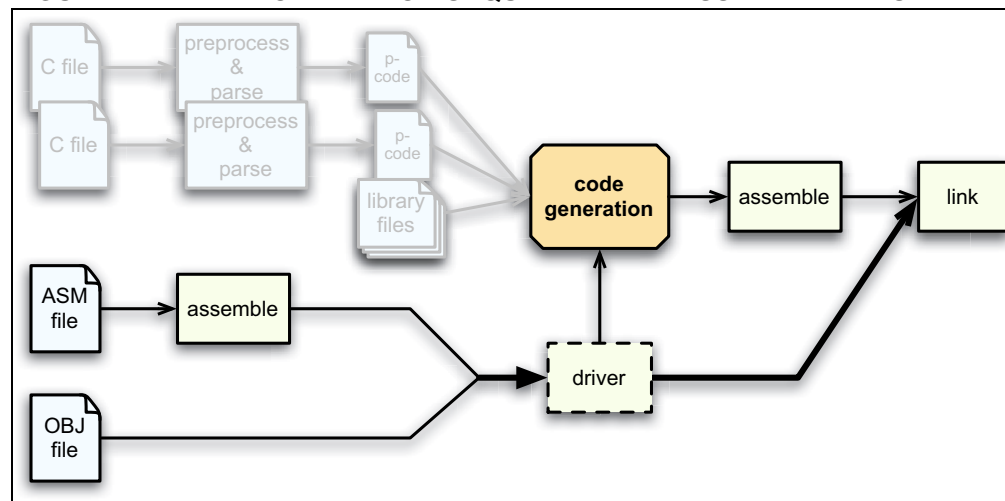 C file
preprocess
&
parse
p-
code
C file
preprocess
&
parse
p-
code
library
files
code
generation
assemble
link
ASM
file
assemble
driver
OBJ
file